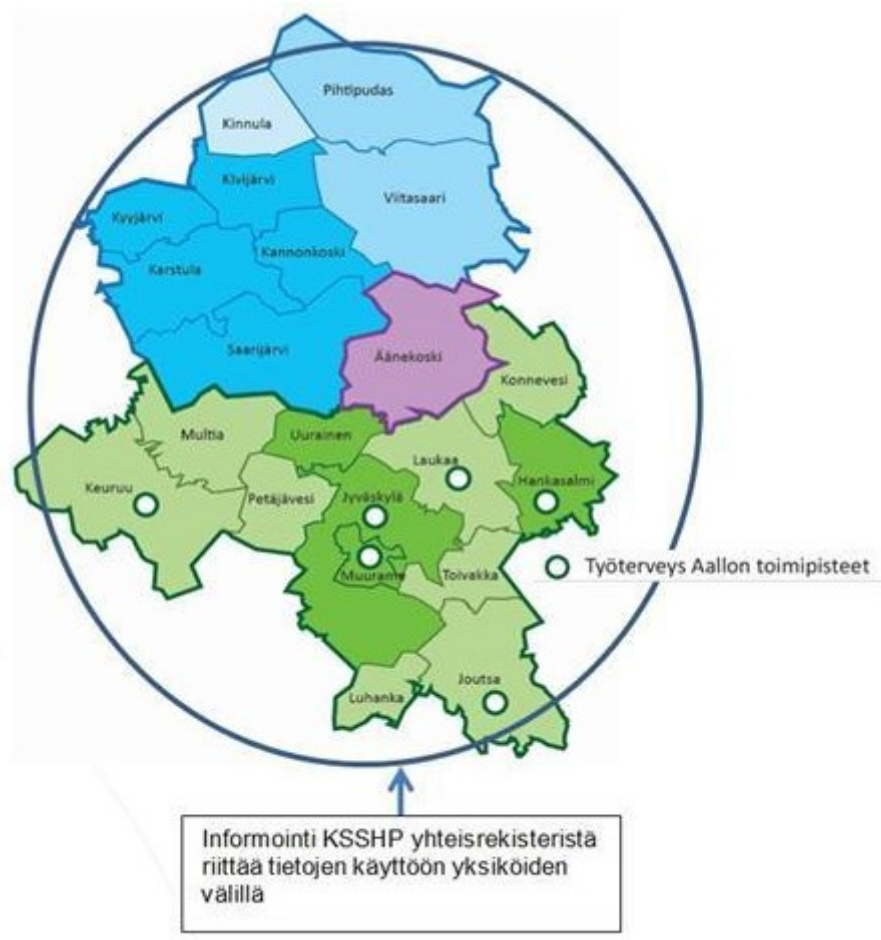 Pihtipudas
Kinnula
Kivijärvi
Viitasaari
Kyyjärvi
Kannonkoski
Karstula
Saarijärvi
Äänekoski
Konnevesi
Multia
Uurainen
Laukaa
Hankasalmi
Keuruu
Petäjävesi
Jyväskylä
Muurame
Toivakka
Työterveys Aallon toimipisteet
Joutsa
Luhanka
Informointi KSSHP yhteisrekisteristä
riittää tietojen käyttöön yksiköiden
välillä